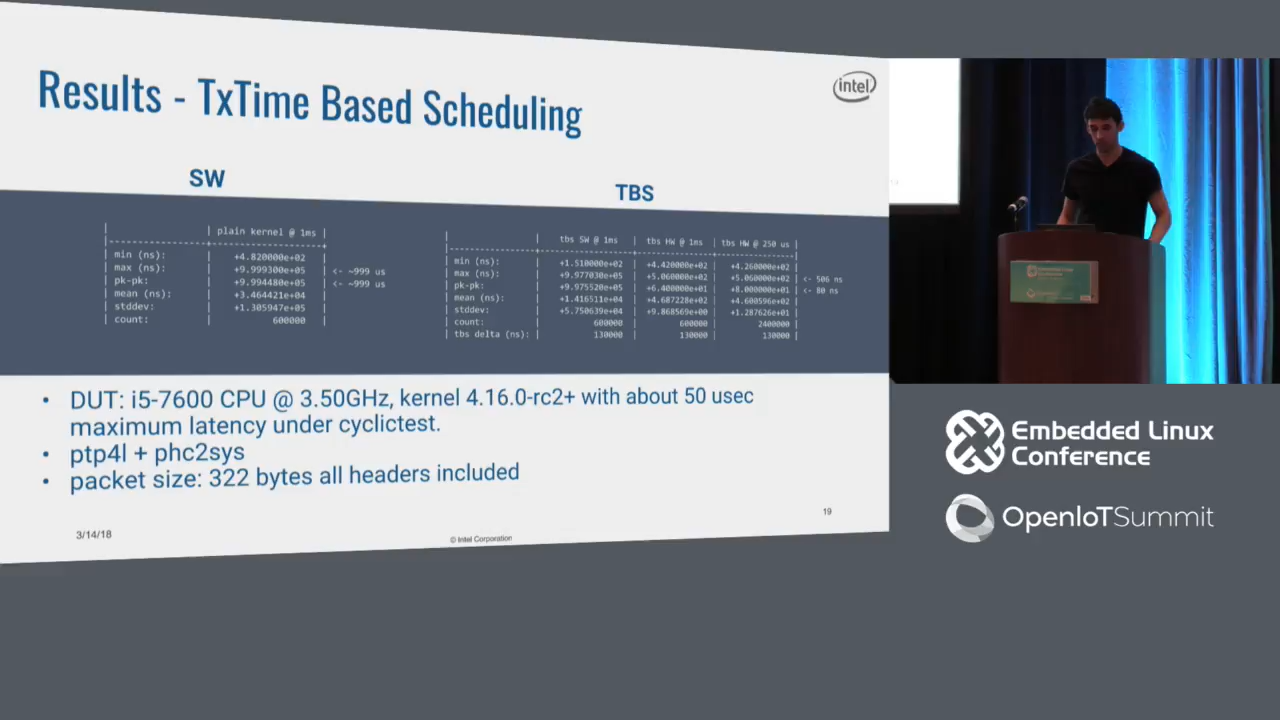 Results - TxTime Based Scheduling
intel
SW
TBS
| | plain kernel @ 1ms |
| min (ns): | +4.820000e+02 |
| max (ns): | +9.999300e+05 | <- ~999 us
| pk-pk: | +9.994480e+05 | <- ~999 us
| mean (ns): | +3.464421e+04 |
| stddev: | +1.305947e+05 |
| count: | 600000 |
| | tbs SW @ 1ms | tbs HW @ 1ms | tbs HW @ 250 us |
| min (ns): | +1.510000e+02 | +4.420000e+02 | +4.260000e+02 |
| max (ns): | +9.977030e+05 | +5.060000e+02 | +5.060000e+02 | <- 506 ns
| pk-pk: | +9.975520e+05 | +6.400000e+01 | +8.000000e+01 | <- 80 ns
| mean (ns): | +1.416511e+04 | +4.687228e+02 | +4.600596e+02 |
| stddev: | +5.750639e+04 | +9.868569e+00 | +1.287626e+01 |
| count: | 600000 | 600000 | 2400000 |
| tbs delta (ns): | 130000 | 130000 | 130000 |
• DUT: i5-7600 CPU @ 3.50GHz, kernel 4.16.0-rc2+ with about 50 usec
maximum latency under cyclictest.
• ptp4l + phc2sys
• packet size: 322 bytes all headers included
3/14/18
© Intel Corporation
19
Embedded Linux
Conference
OpenIoTSummit